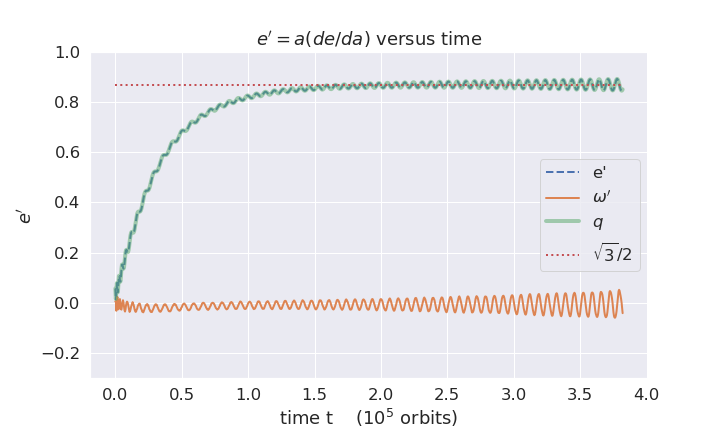 e′ = a(de/da) versus time
1.0
0.8
0.6
0.4
0.2
0.0
−0.2
e′
0.0 0.5 1.0 1.5 2.0 2.5 3.0 3.5 4.0
time t (10⁵ orbits)
e'
ω′
q
√3/2